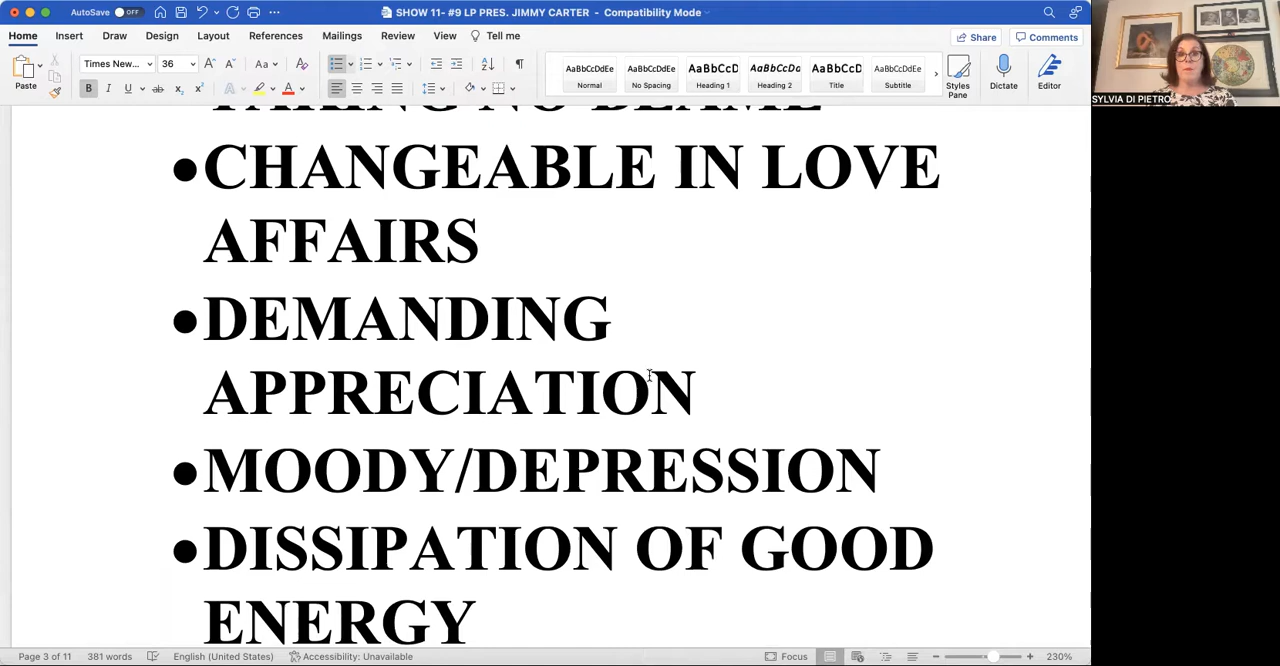 AutoSave OFF SHOW 11- #9 LP PRES. JIMMY CARTER - Compatibility Mode
Home Insert Draw Design Layout References Mailings Review View Tell me Share Comments
Paste Times New... 36 Aa AaBbCcDdEe AaBbCcDdEe AaBbCcD AaBbCcDd AaBbCcD AaBbCcDdEe Styles Pane Dictate Editor
Normal No Spacing Heading 1 Heading 2 Title Subtitle
SYLVIA DI PIETRO
TAKING NO BLAME
•CHANGEABLE IN LOVE
AFFAIRS
•DEMANDING
APPRECIATION
•MOODY/DEPRESSION
•DISSIPATION OF GOOD
ENERGY
Page 3 of 11 381 words English (United States) Accessibility: Unavailable Focus 230%